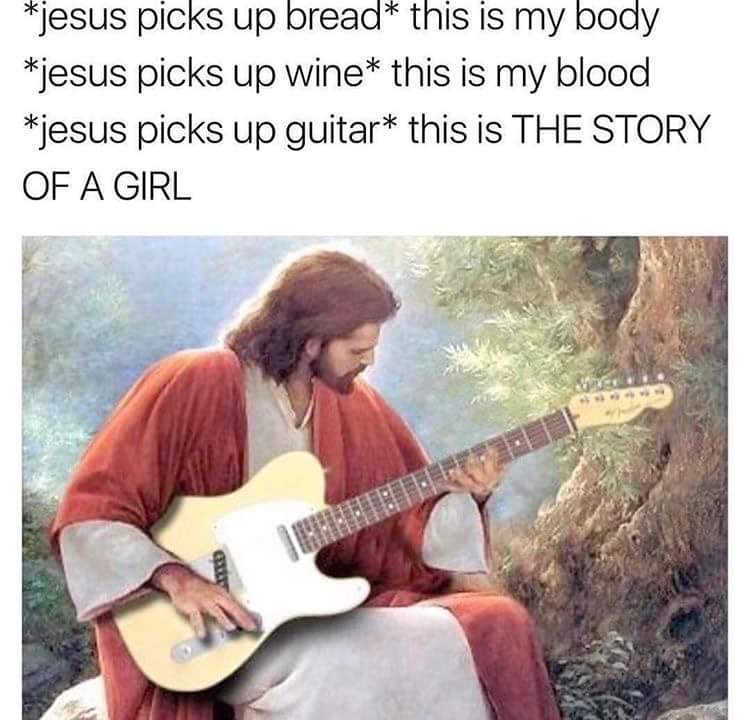 *jesus picks up bread* this is my body
*jesus picks up wine* this is my blood
*jesus picks up guitar* this is THE STORY
OF A GIRL